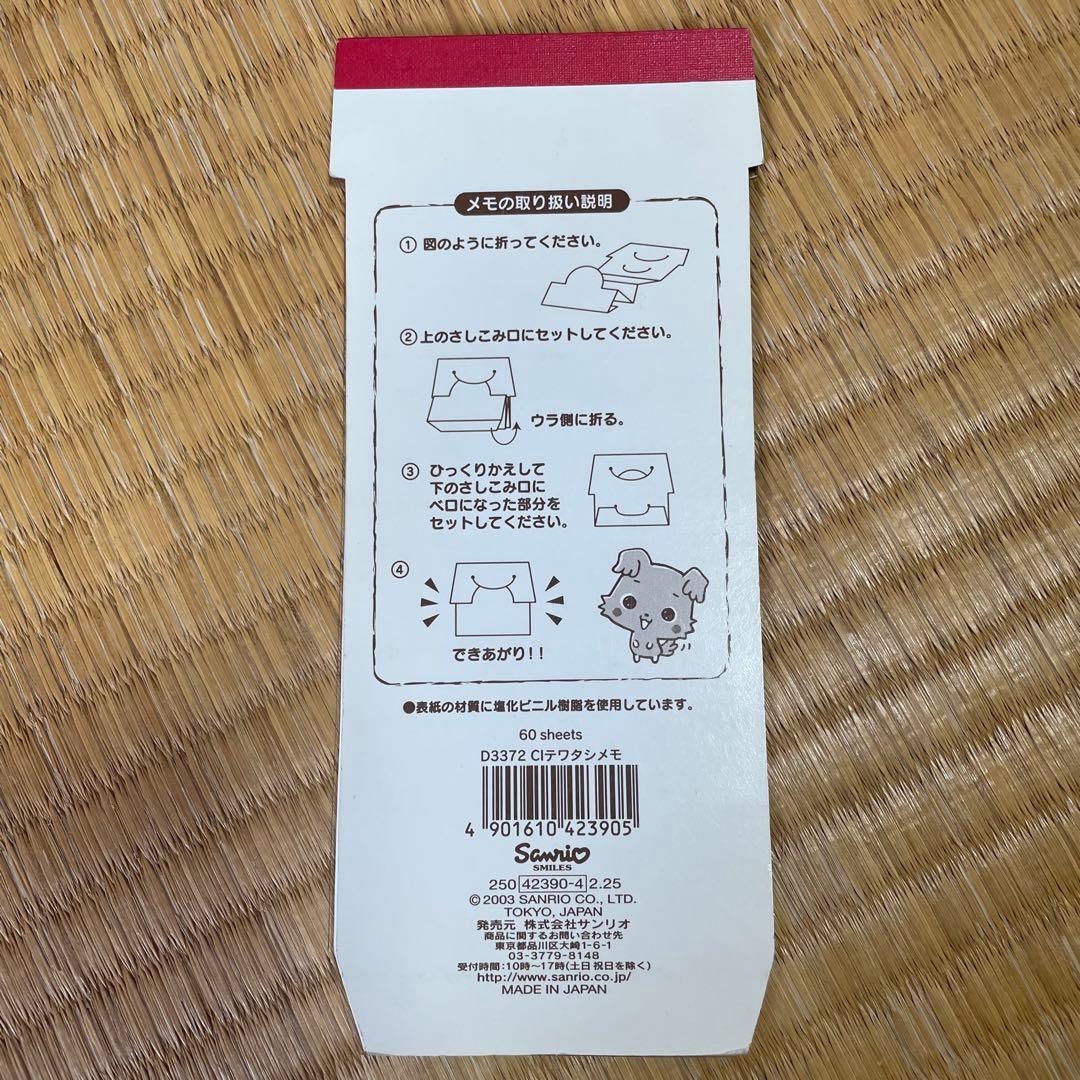 メモの取り扱い説明
① 図のように折ってください。
② 上のさしこみ口にセットしてください。
ウラ側に折る。
③ ひっくりかえして
下のさしこみ口に
ベロになった部分を
セットしてください。
④
できあがり!!
●表紙の材質に塩化ビニル樹脂を使用しています。
60 sheets
D3372 CIテワタシメモ
4 901610 423905
Sanrio
SMILES
250 42390-4 2.25
© 2003 SANRIO CO., LTD.
TOKYO, JAPAN
発売元 株式会社サンリオ
商品に関するお問い合わせ先
東京都品川区大崎1-6-1
03-3779-8148
受付時間:10時～17時(土日祝日を除く)
http://www.sanrio.co.jp/
MADE IN JAPAN